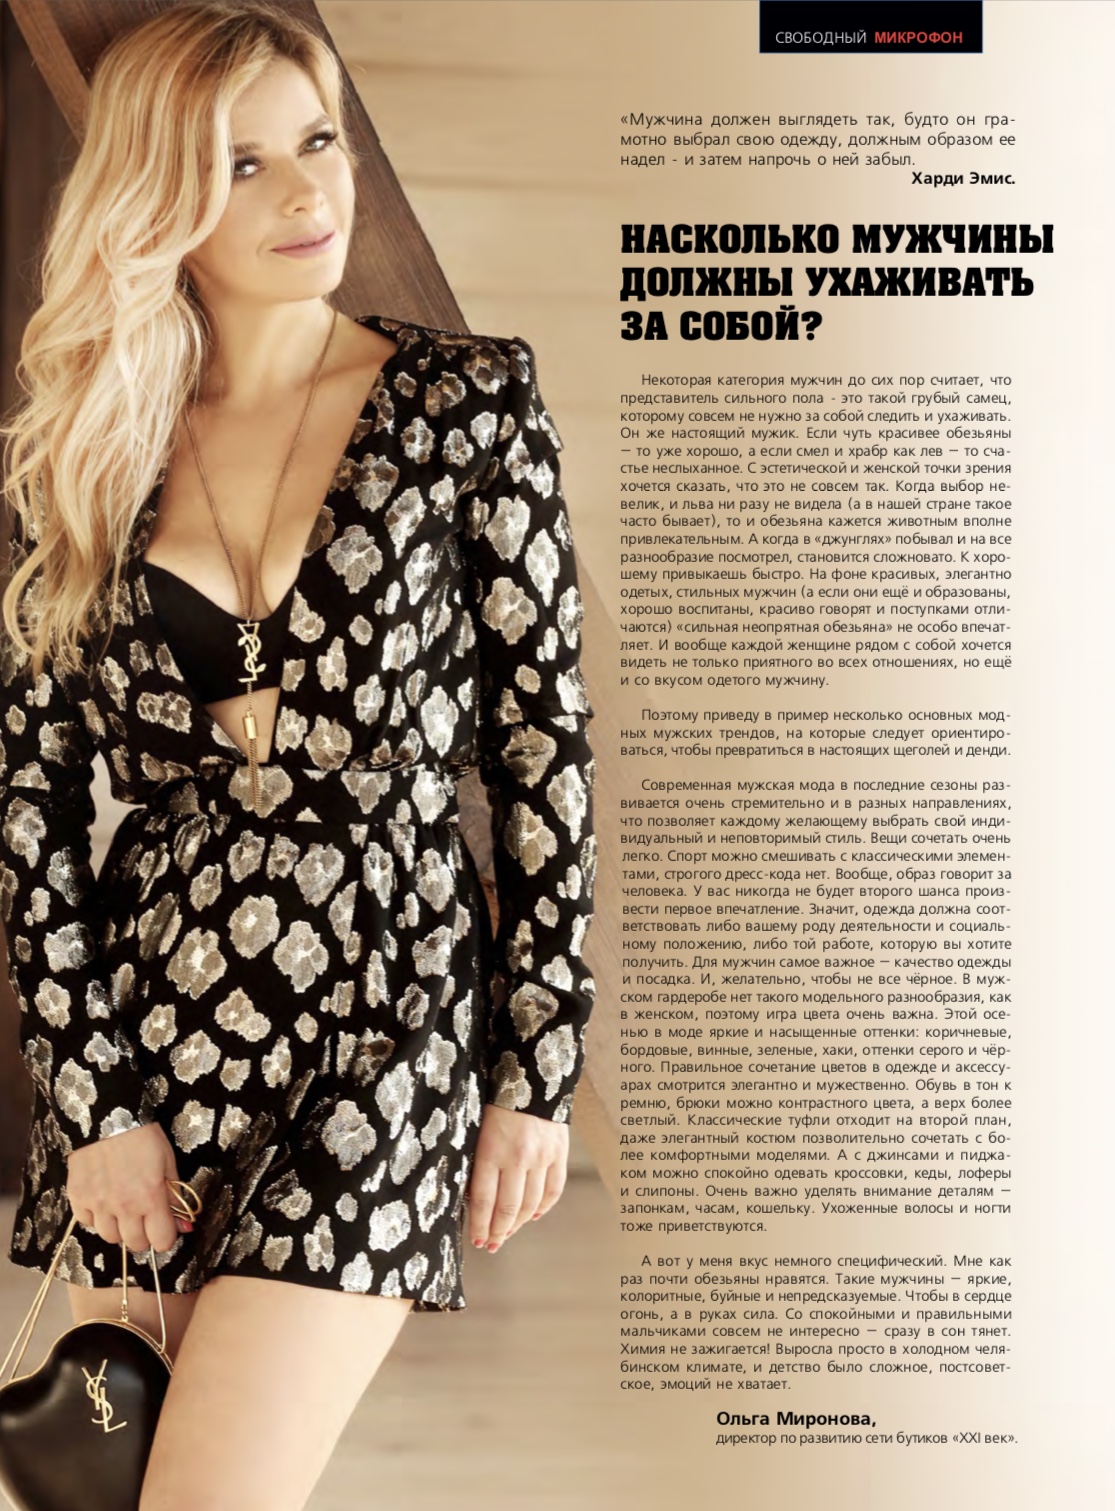 СВОБОДНЫЙ МИКРОФОН
«Мужчина должен выглядеть так, будто он гра-
мотно выбрал свою одежду, должным образом ее
надел - и затем напрочь о ней забыл.
Харди Эмис.
НАСКОЛЬКО МУЖЧИНЫ
ДОЛЖНЫ УХАЖИВАТЬ
ЗА СОБОЙ?
Некоторая категория мужчин до сих пор считает, что
представитель сильного пола - это такой грубый самец,
которому совсем не нужно за собой следить и ухаживать.
Он же настоящий мужик. Если чуть красивее обезьяны
– то уже хорошо, а если смел и храбр как лев – то сча-
стье неслыханное. С эстетической и женской точки зрения
хочется сказать, что это не совсем так. Когда выбор не-
велик, и льва ни разу не видела (а в нашей стране такое
часто бывает), то и обезьяна кажется животным вполне
привлекательным. А когда в «джунглях» побывал и на все
разнообразие посмотрел, становится сложновато. К хоро-
шему привыкаешь быстро. На фоне красивых, элегантно
одетых, стильных мужчин (а если они ещё и образованы,
хорошо воспитаны, красиво говорят и поступками отли-
чаются) «сильная неопрятная обезьяна» не особо впечат-
ляет. И вообще каждой женщине рядом с собой хочется
видеть не только приятного во всех отношениях, но ещё
и со вкусом одетого мужчину.
Поэтому приведу в пример несколько основных мод-
ных мужских трендов, на которые следует ориентиро-
ваться, чтобы превратиться в настоящих щеголей и денди.
Современная мужская мода в последние сезоны раз-
вивается очень стремительно и в разных направлениях,
что позволяет каждому желающему выбрать свой инди-
видуальный и неповторимый стиль. Вещи сочетать очень
легко. Спорт можно смешивать с классическими элемен-
тами, строгого дресс-кода нет. Вообще, образ говорит за
человека. У вас никогда не будет второго шанса произ-
вести первое впечатление. Значит, одежда должна соот-
ветствовать либо вашему роду деятельности и социаль-
ному положению, либо той работе, которую вы хотите
получить. Для мужчин самое важное – качество одежды
и посадка. И, желательно, чтобы не все чёрное. В муж-
ском гардеробе нет такого модельного разнообразия, как
в женском, поэтому игра цвета очень важна. Этой осе-
нью в моде яркие и насыщенные оттенки: коричневые,
бордовые, винные, зеленые, хаки, оттенки серого и чёр-
ного. Правильное сочетание цветов в одежде и аксессу-
арах смотрится элегантно и мужественно. Обувь в тон к
ремню, брюки можно контрастного цвета, а верх более
светлый. Классические туфли отходит на второй план,
даже элегантный костюм позволительно сочетать с бо-
лее комфортными моделями. А с джинсами и пиджа-
ком можно спокойно одевать кроссовки, кеды, лоферы
и слипоны. Очень важно уделять внимание деталям –
запонкам, часам, кошельку. Ухоженные волосы и ногти
тоже приветствуются.
А вот у меня вкус немного специфический. Мне как
раз почти обезьяны нравятся. Такие мужчины – яркие,
колоритные, буйные и непредсказуемые. Чтобы в сердце
огонь, а в руках сила. Со спокойными и правильными
мальчиками совсем не интересно – сразу в сон тянет.
Химия не зажигается! Выросла просто в холодном челя-
бинском климате, и детство было сложное, постсовет-
ское, эмоций не хватает.
Ольга Миронова,
директор по развитию сети бутиков «XXI век».
YSL
YSL